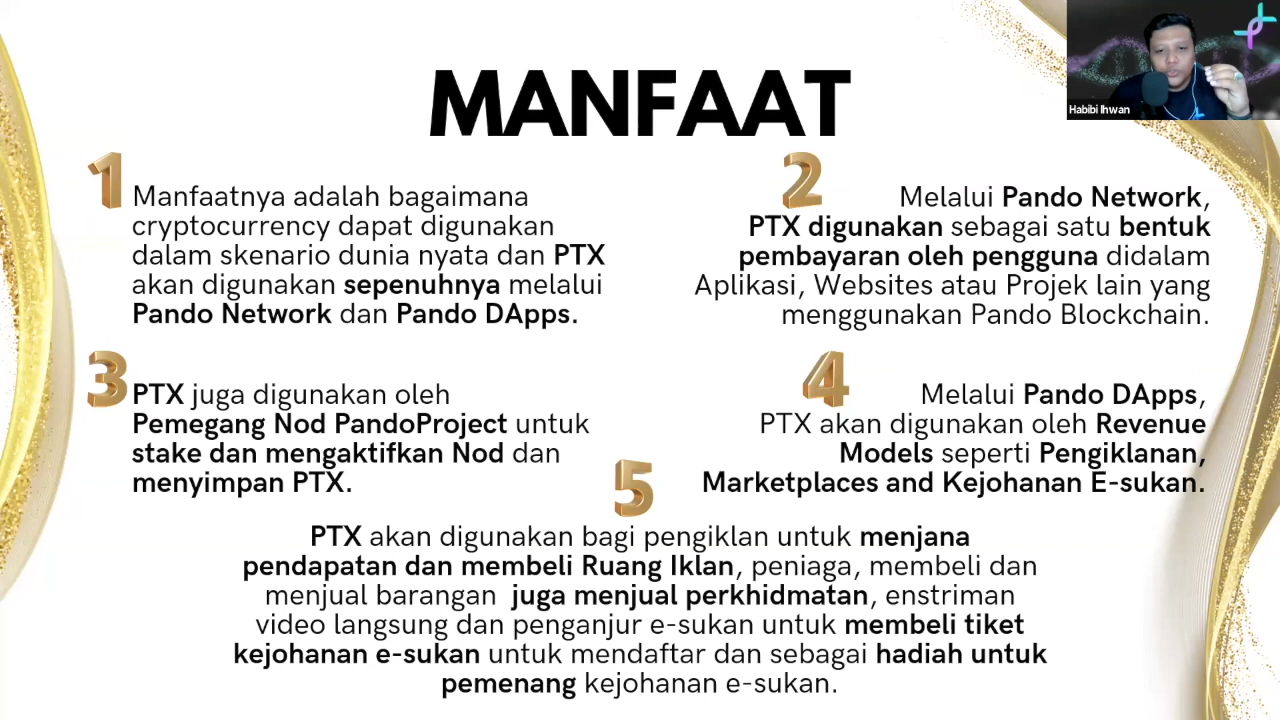 Habibi Ihwan
MANFAAT
1
Manfaatnya adalah bagaimana
cryptocurrency dapat digunakan
dalam skenario dunia nyata dan PTX
akan digunakan sepenuhnya melalui
Pando Network dan Pando DApps.
2
Melalui Pando Network,
PTX digunakan sebagai satu bentuk
pembayaran oleh pengguna didalam
Aplikasi, Websites atau Projek lain yang
menggunakan Pando Blockchain.
3
PTX juga digunakan oleh
Pemegang Nod PandoProject untuk
stake dan mengaktifkan Nod dan
menyimpan PTX.
4
Melalui Pando DApps,
PTX akan digunakan oleh Revenue
Models seperti Pengiklanan,
Marketplaces and Kejohanan E-sukan.
5
PTX akan digunakan bagi pengiklan untuk menjana
pendapatan dan membeli Ruang Iklan, peniaga, membeli dan
menjual barangan juga menjual perkhidmatan, enstriman
video langsung dan penganjur e-sukan untuk membeli tiket
kejohanan e-sukan untuk mendaftar dan sebagai hadiah untuk
pemenang kejohanan e-sukan.